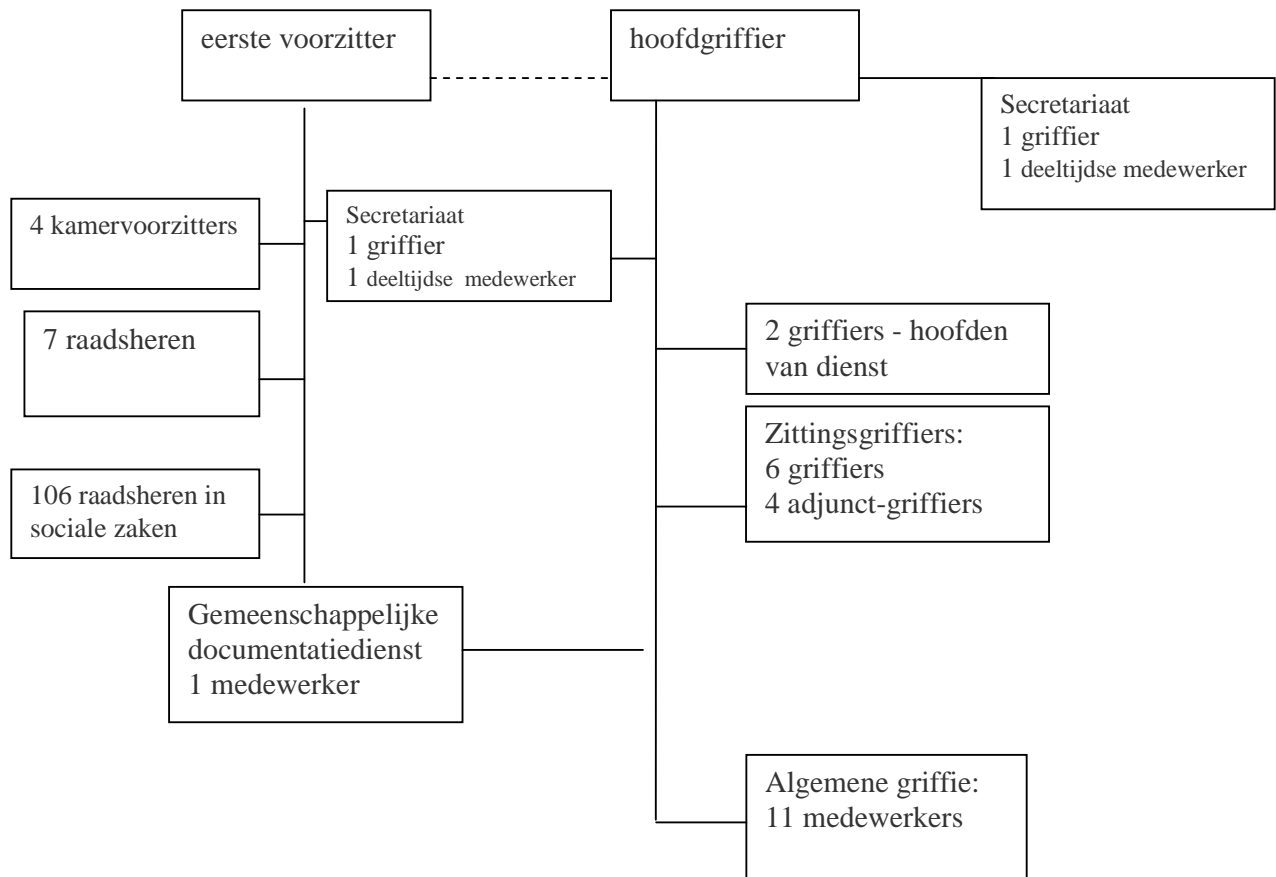 eerste voorzitter
hoofdgriffier
Secretariaat
1 griffier
1 deeltijdse medewerker
4 kamervoorzitters
Secretariaat
1 griffier
1 deeltijdse medewerker
7 raadsheren
2 griffiers - hoofden
van dienst
Zittingsgriffiers:
6 griffiers
4 adjunct-griffiers
106 raadsheren in
sociale zaken
Gemeenschappelijke
documentatiedienst
1 medewerker
Algemene griffie:
11 medewerkers